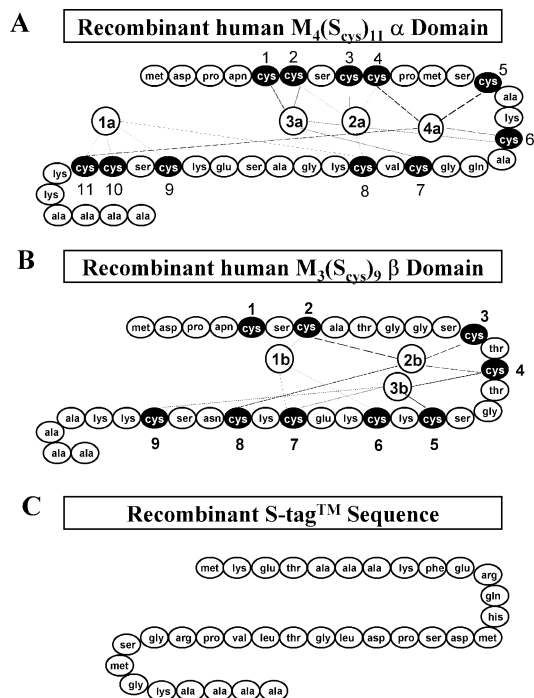 A Recombinant human M4(Scys)11 α Domain
1 2 3 4
met asp pro apn cys cys ser cys cys pro met ser cys 5
ala
lys
1a 3a 2a 4a
cys 6
lys cys cys ser cys lys glu ser ala gly lys cys val cys gly gln ala
11 10 9 8 7
lys
ala ala ala ala
B Recombinant human M3(Scys)9 β Domain
1 2 3
met asp pro apn cys ser cys ala thr gly gly ser cys
thr
1b 2b
cys 4
3b
thr
ala lys lys cys ser asn cys lys cys glu lys cys lys cys ser gly
ala
9 8 7 6 5
ala ala
C Recombinant S-tag™ Sequence
met lys glu thr ala ala ala lys phe glu arg
gln
his
ser gly arg pro val leu thr gly leu asp pro ser asp met
met
gly lys ala ala ala ala